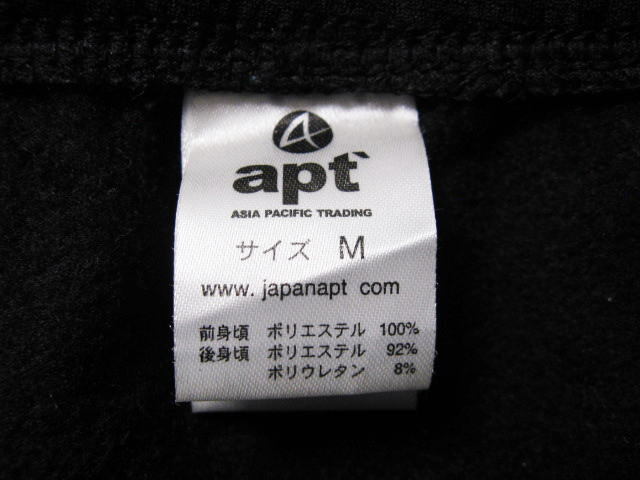 apt`
ASIA PACIFIC TRADING
サイズ M
www. japanapt com
前身頃 ポリエステル 100%
後身頃 ポリエステル 92%
ポリウレタン 8%